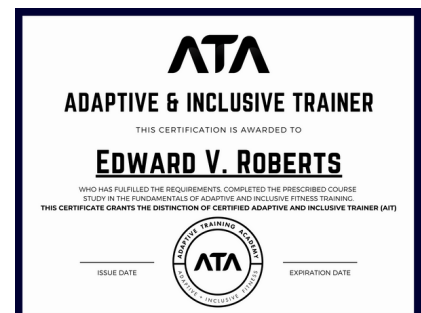 ATA
ADAPTIVE & INCLUSIVE TRAINER
THIS CERTIFICATION IS AWARDED TO
EDWARD V. ROBERTS
WHO HAS FULFILLED THE REQUIREMENTS, COMPLETED THE PRESCRIBED COURSE
STUDY IN THE FUNDAMENTALS OF ADAPTIVE AND INCLUSIVE FITNESS TRAINING.
THIS CERTIFICATE GRANTS THE DISTINCTION OF CERTIFIED ADAPTIVE AND INCLUSIVE TRAINER (AIT)
ADAPTIVE TRAINING ACADEMY
ATA
ADAPTIVE + INCLUSIVE FITNESS
ISSUE DATE
EXPIRATION DATE